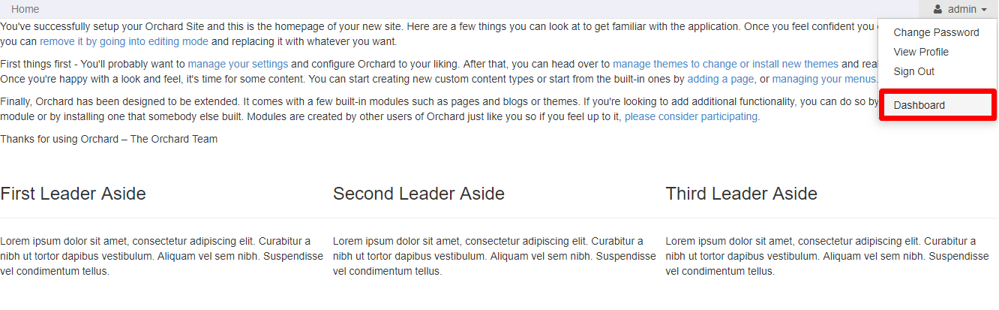 Home
admin
You've successfully setup your Orchard Site and this is the homepage of your new site. Here are a few things you can look at to get familiar with the application. Once you feel confident you
you can remove it by going into editing mode and replacing it with whatever you want.
First things first - You'll probably want to manage your settings and configure Orchard to your liking. After that, you can head over to manage themes to change or install new themes and
Once you're happy with a look and feel, it's time for some content. You can start creating new custom content types or start from the built-in ones by adding a page, or managing your menus.
Finally, Orchard has been designed to be extended. It comes with a few built-in modules such as pages and blogs or themes. If you're looking to add additional functionality, you can do so by
module or by installing one that somebody else built. Modules are created by other users of Orchard just like you so if you feel up to it, please consider participating.
Thanks for using Orchard – The Orchard Team
Change Password
View Profile
Sign Out
Dashboard
First Leader Aside
Lorem ipsum dolor sit amet, consectetur adipiscing elit. Curabitur a
nibh ut tortor dapibus vestibulum. Aliquam vel sem nibh. Suspendisse
vel condimentum tellus.
Second Leader Aside
Lorem ipsum dolor sit amet, consectetur adipiscing elit. Curabitur a
nibh ut tortor dapibus vestibulum. Aliquam vel sem nibh. Suspendisse
vel condimentum tellus.
Third Leader Aside
Lorem ipsum dolor sit amet, consectetur adipiscing elit. Curabitur a
nibh ut tortor dapibus vestibulum. Aliquam vel sem nibh. Suspendisse
vel condimentum tellus.